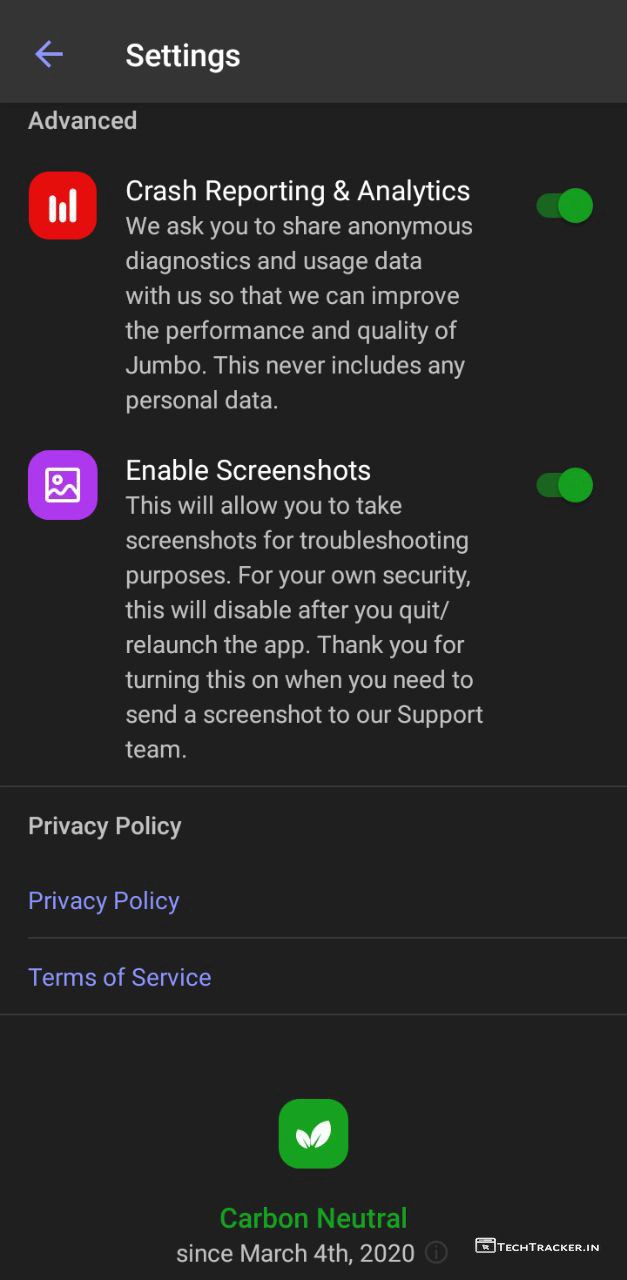 Settings
Advanced
Crash Reporting & Analytics
We ask you to share anonymous
diagnostics and usage data
with us so that we can improve
the performance and quality of
Jumbo. This never includes any
personal data.
Enable Screenshots
This will allow you to take
screenshots for troubleshooting
purposes. For your own security,
this will disable after you quit/
relaunch the app. Thank you for
turning this on when you need to
send a screenshot to our Support
team.
Privacy Policy
Privacy Policy
Terms of Service
Carbon Neutral
since March 4th, 2020
TECHTRACKER.IN